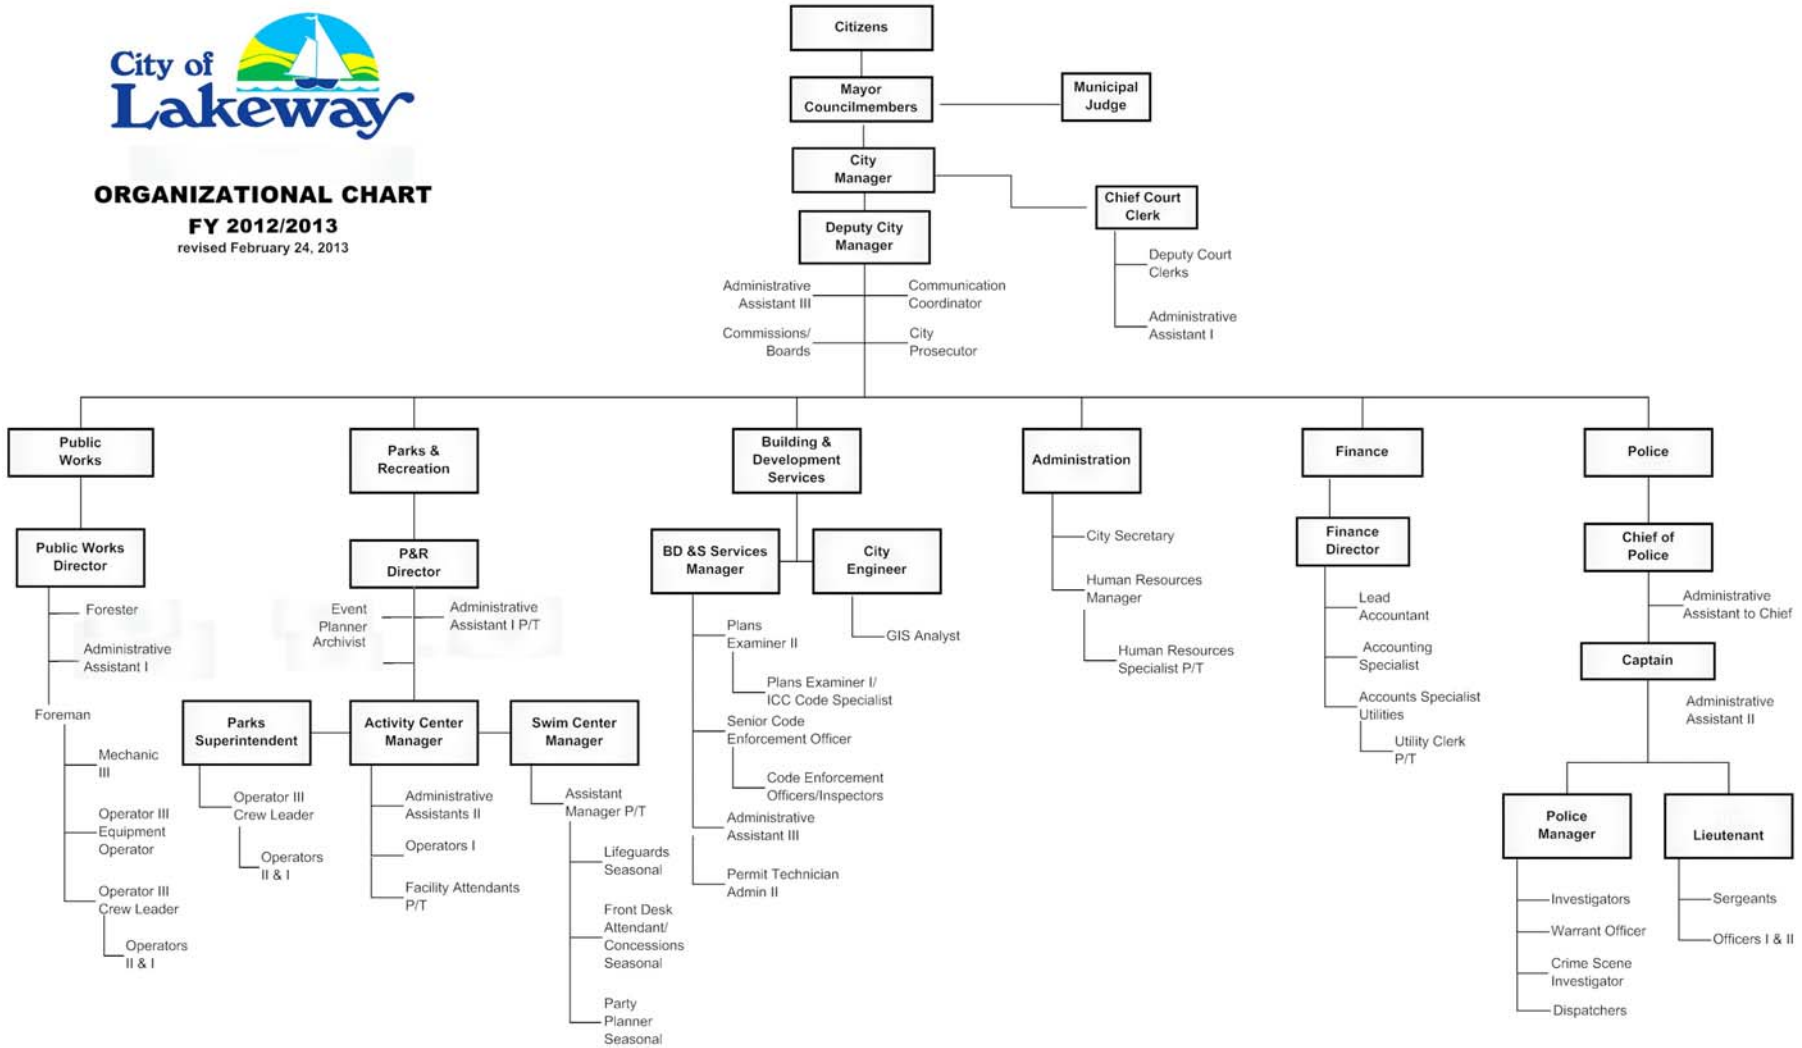 City of
Lakeway
ORGANIZATIONAL CHART
FY 2012/2013
revised February 24, 2013
Citizens
Mayor
Councilmembers
Municipal
Judge
City
Manager
Chief Court
Clerk
Deputy City
Manager
Deputy Court
Clerks
Administrative
Assistant I
Administrative
Assistant III
Communication
Coordinator
Commissions/
Boards
City
Prosecutor
Public
Works
Public Works
Director
Forester
Administrative
Assistant I
Foreman
Mechanic
III
Operator III
Equipment
Operator
Operator III
Crew Leader
Operators
II & I
Parks &
Recreation
P&R
Director
Event
Planner
Archivist
Administrative
Assistant I P/T
Parks
Superintendent
Operator III
Crew Leader
Operators
II & I
Activity Center
Manager
Administrative
Assistants II
Operators I
Facility Attendants
P/T
Swim Center
Manager
Assistant
Manager P/T
Lifeguards
Seasonal
Front Desk
Attendant/
Concessions
Seasonal
Party
Planner
Seasonal
Building &
Development
Services
BD &S Services
Manager
Plans
Examiner II
Plans Examiner I/
ICC Code Specialist
Senior Code
Enforcement Officer
Code Enforcement
Officers/Inspectors
Administrative
Assistant III
Permit Technician
Admin II
City
Engineer
GIS Analyst
Administration
City Secretary
Human Resources
Manager
Human Resources
Specialist P/T
Finance
Finance
Director
Lead
Accountant
Accounting
Specialist
Accounts Specialist
Utilities
Utility Clerk
P/T
Police
Chief of
Police
Administrative
Assistant to Chief
Captain
Administrative
Assistant II
Police
Manager
Investigators
Warrant Officer
Crime Scene
Investigator
Dispatchers
Lieutenant
Sergeants
Officers I & II